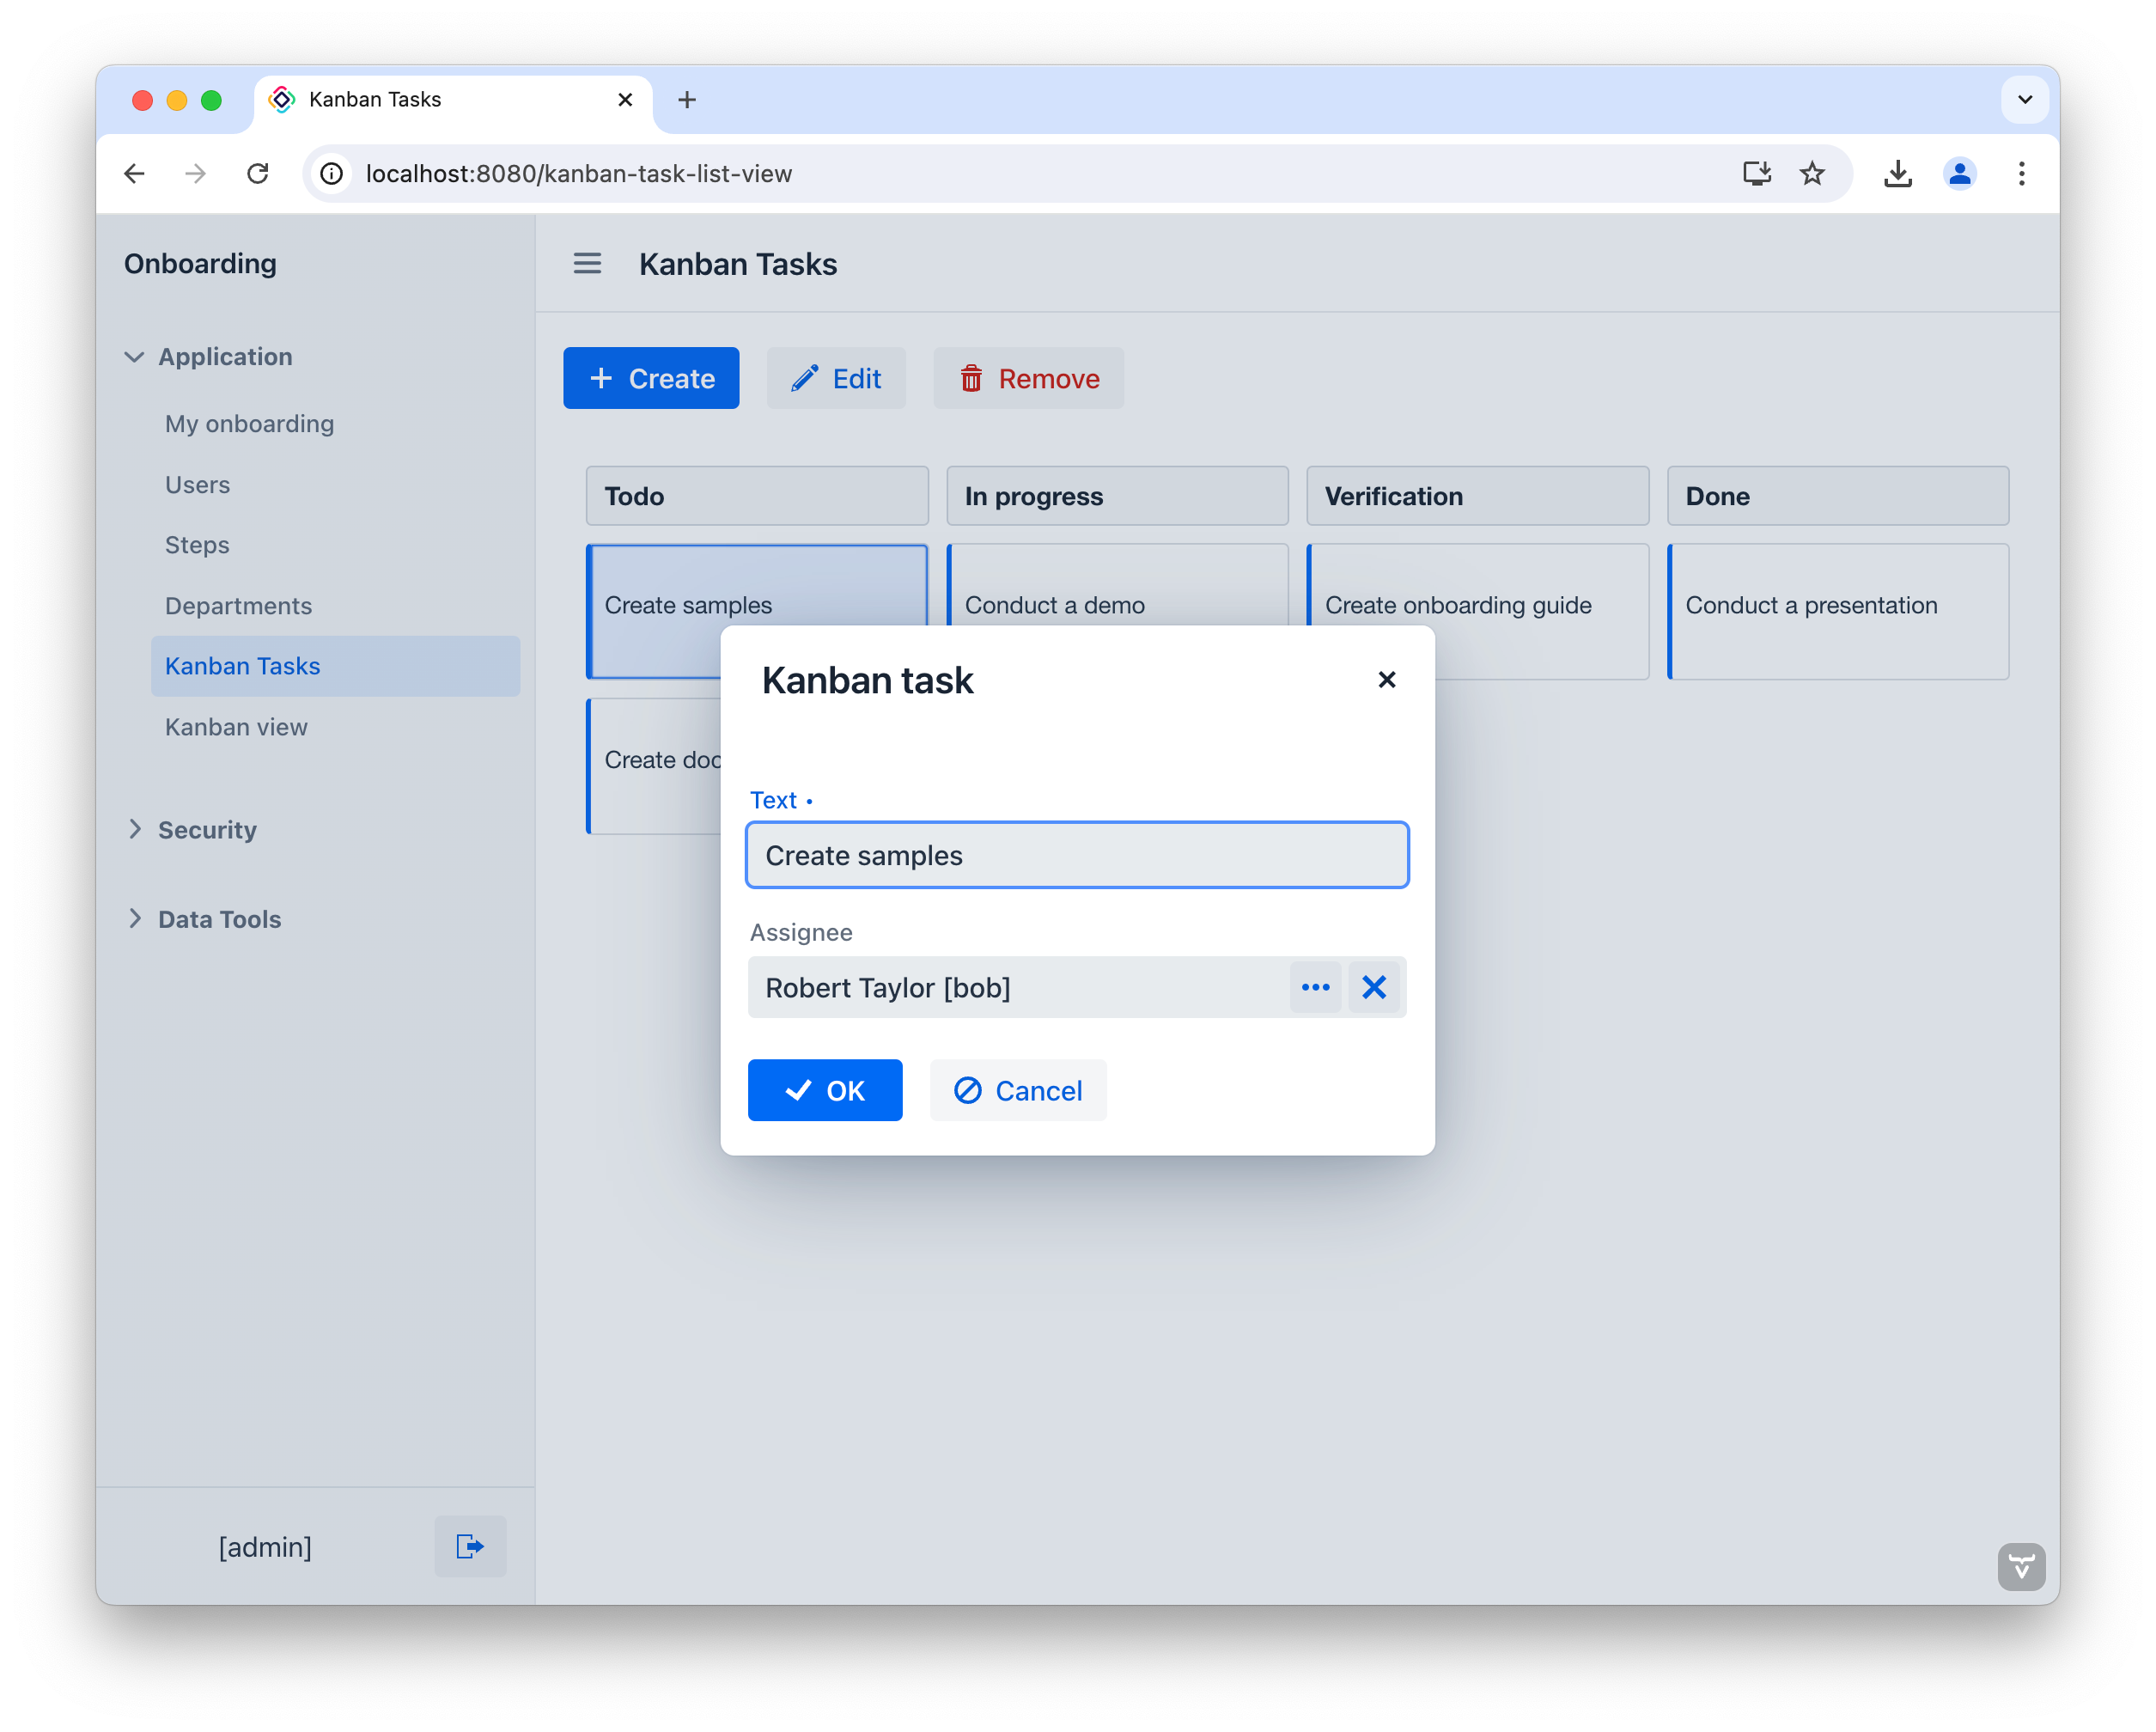 Kanban Tasks
localhost:8080/kanban-task-list-view
Onboarding
Application
My onboarding
Users
Steps
Departments
Kanban Tasks
Kanban view
Security
Data Tools
[admin]
Kanban Tasks
Create Edit Remove
Todo In progress Verification Done
Create samples Conduct a demo Create onboarding guide Conduct a presentation
Create doc
Kanban task
Text •
Create samples
Assignee
Robert Taylor [bob]
OK Cancel